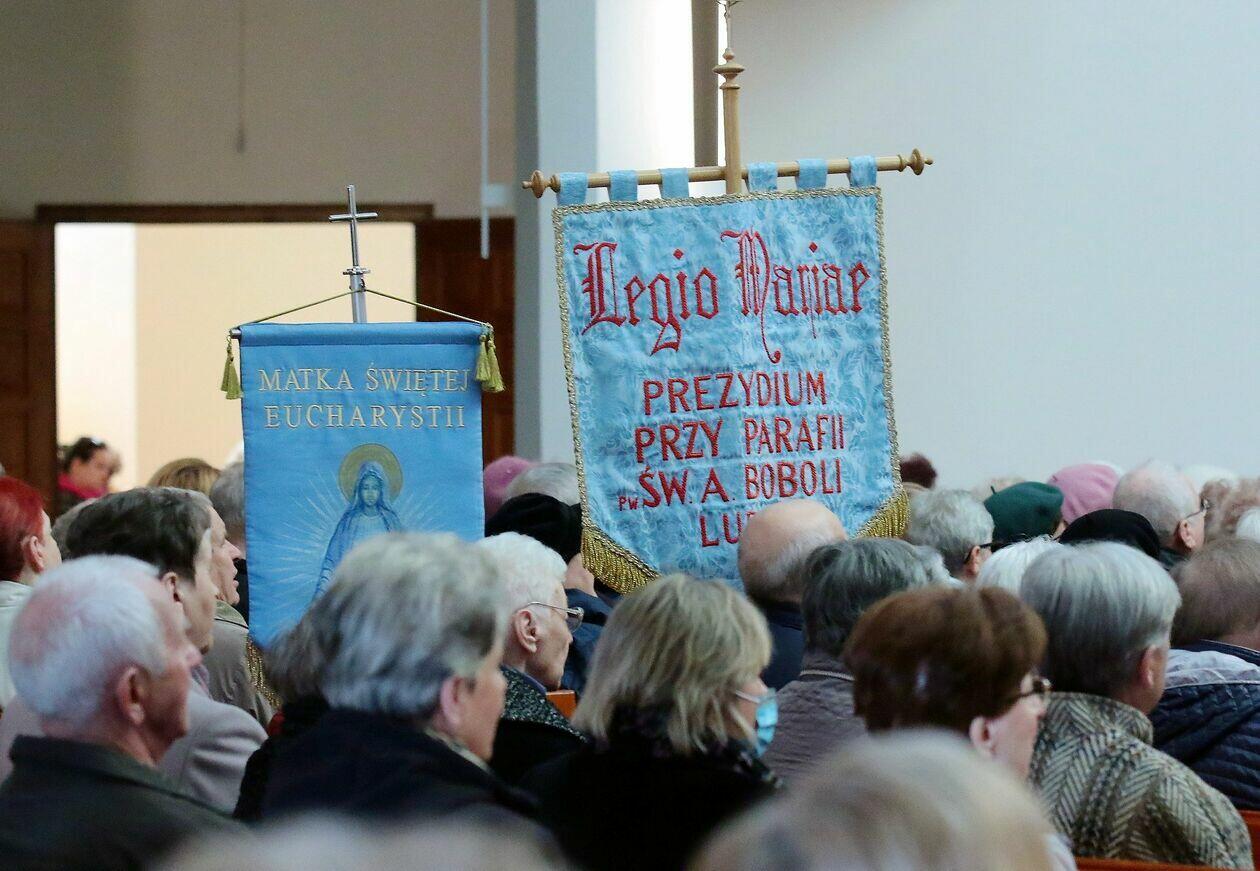 MATKA ŚWIĘTEJ
EUCHARYSTII
Legio Mariae
PREZYDIUM
PRZY PARAFII
PW ŚW. A. BOBOLI